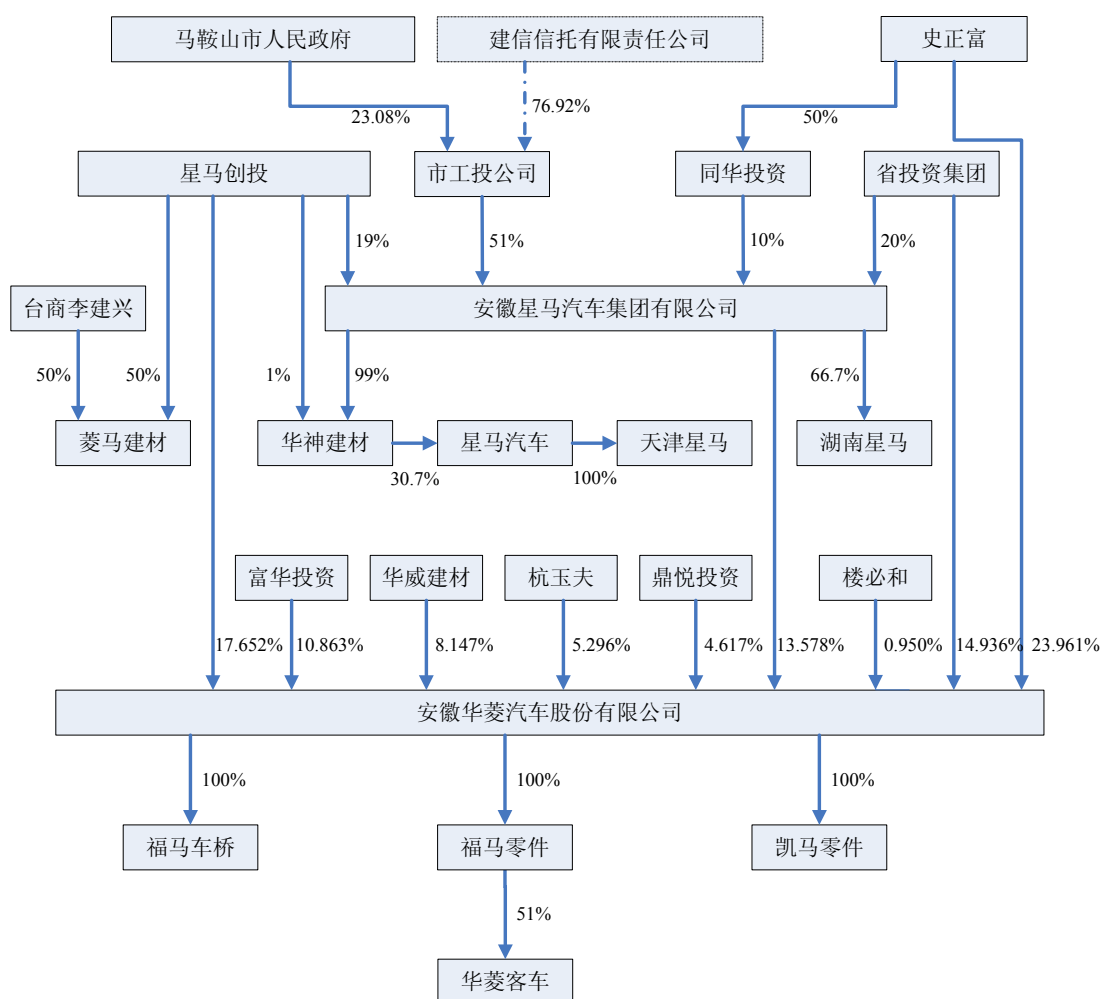 马鞍山市人民政府
建信信托有限责任公司
史正富
23.08%
76.92%
50%
星马创投
市工投公司
同华投资
省投资集团
19%
51%
10%
20%
台商李建兴
安徽星马汽车集团有限公司
50%
50%
1%
99%
66.7%
菱马建材
华神建材
星马汽车
天津星马
湖南星马
30.7%
100%
富华投资
华威建材
杭玉夫
鼎悦投资
楼必和
17.652%
10.863%
8.147%
5.296%
4.617%
13.578%
0.950%
14.936%
23.961%
安徽华菱汽车股份有限公司
100%
100%
100%
福马车桥
福马零件
凯马零件
51%
华菱客车